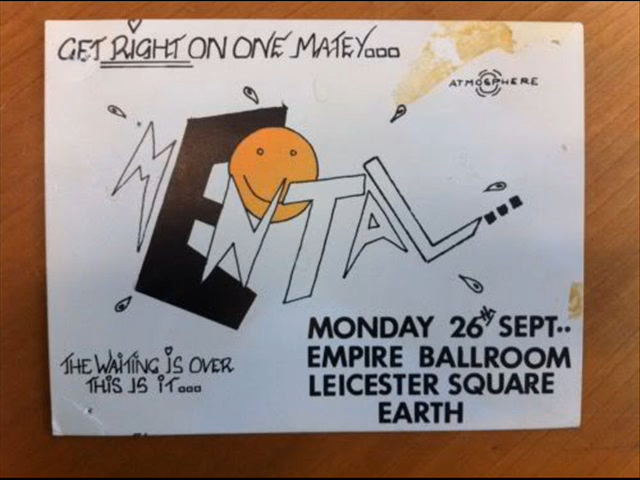 GET RIGHT ON ONE MATEY...
ATMOSPHERE
MENTAL...
MONDAY 26th SEPT..
EMPIRE BALLROOM
LEICESTER SQUARE
EARTH
THE WAITING IS OVER
THIS IS IT...